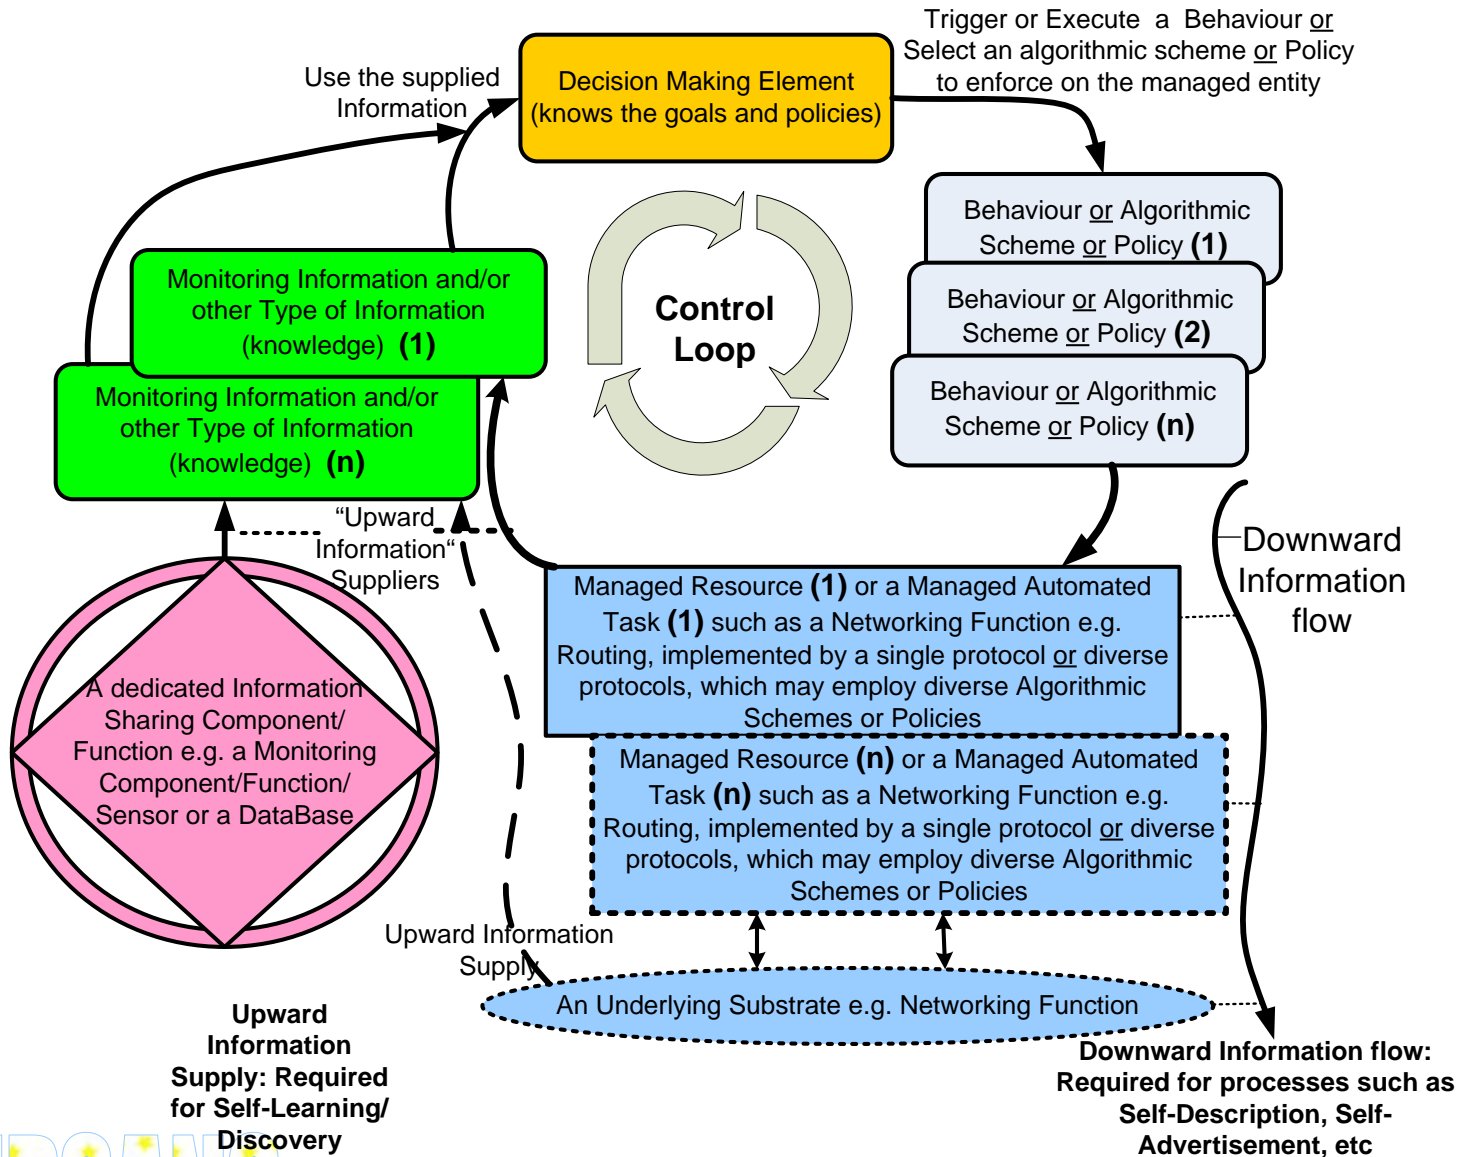 Trigger or Execute a Behaviour or
Select an algorithmic scheme or Policy
to enforce on the managed entity
Use the supplied
Information
Decision Making Element
(knows the goals and policies)
Behaviour or Algorithmic
Scheme or Policy (1)
Behaviour or Algorithmic
Scheme or Policy (2)
Behaviour or Algorithmic
Scheme or Policy (n)
Monitoring Information and/or
other Type of Information
(knowledge) (1)
Monitoring Information and/or
other Type of Information
(knowledge) (n)
Control
Loop
“Upward
Information“
Suppliers
Downward
Information
flow
Managed Resource (1) or a Managed Automated
Task (1) such as a Networking Function e.g.
Routing, implemented by a single protocol or diverse
protocols, which may employ diverse Algorithmic
Schemes or Policies
A dedicated Information
Sharing Component/
Function e.g. a Monitoring
Component/Function/
Sensor or a DataBase
Managed Resource (n) or a Managed Automated
Task (n) such as a Networking Function e.g.
Routing, implemented by a single protocol or diverse
protocols, which may employ diverse Algorithmic
Schemes or Policies
Upward Information
Supply
An Underlying Substrate e.g. Networking Function
Upward
Information
Supply: Required
for Self-Learning/
Discovery
Downward Information flow:
Required for processes such as
Self-Description, Self-
Advertisement, etc